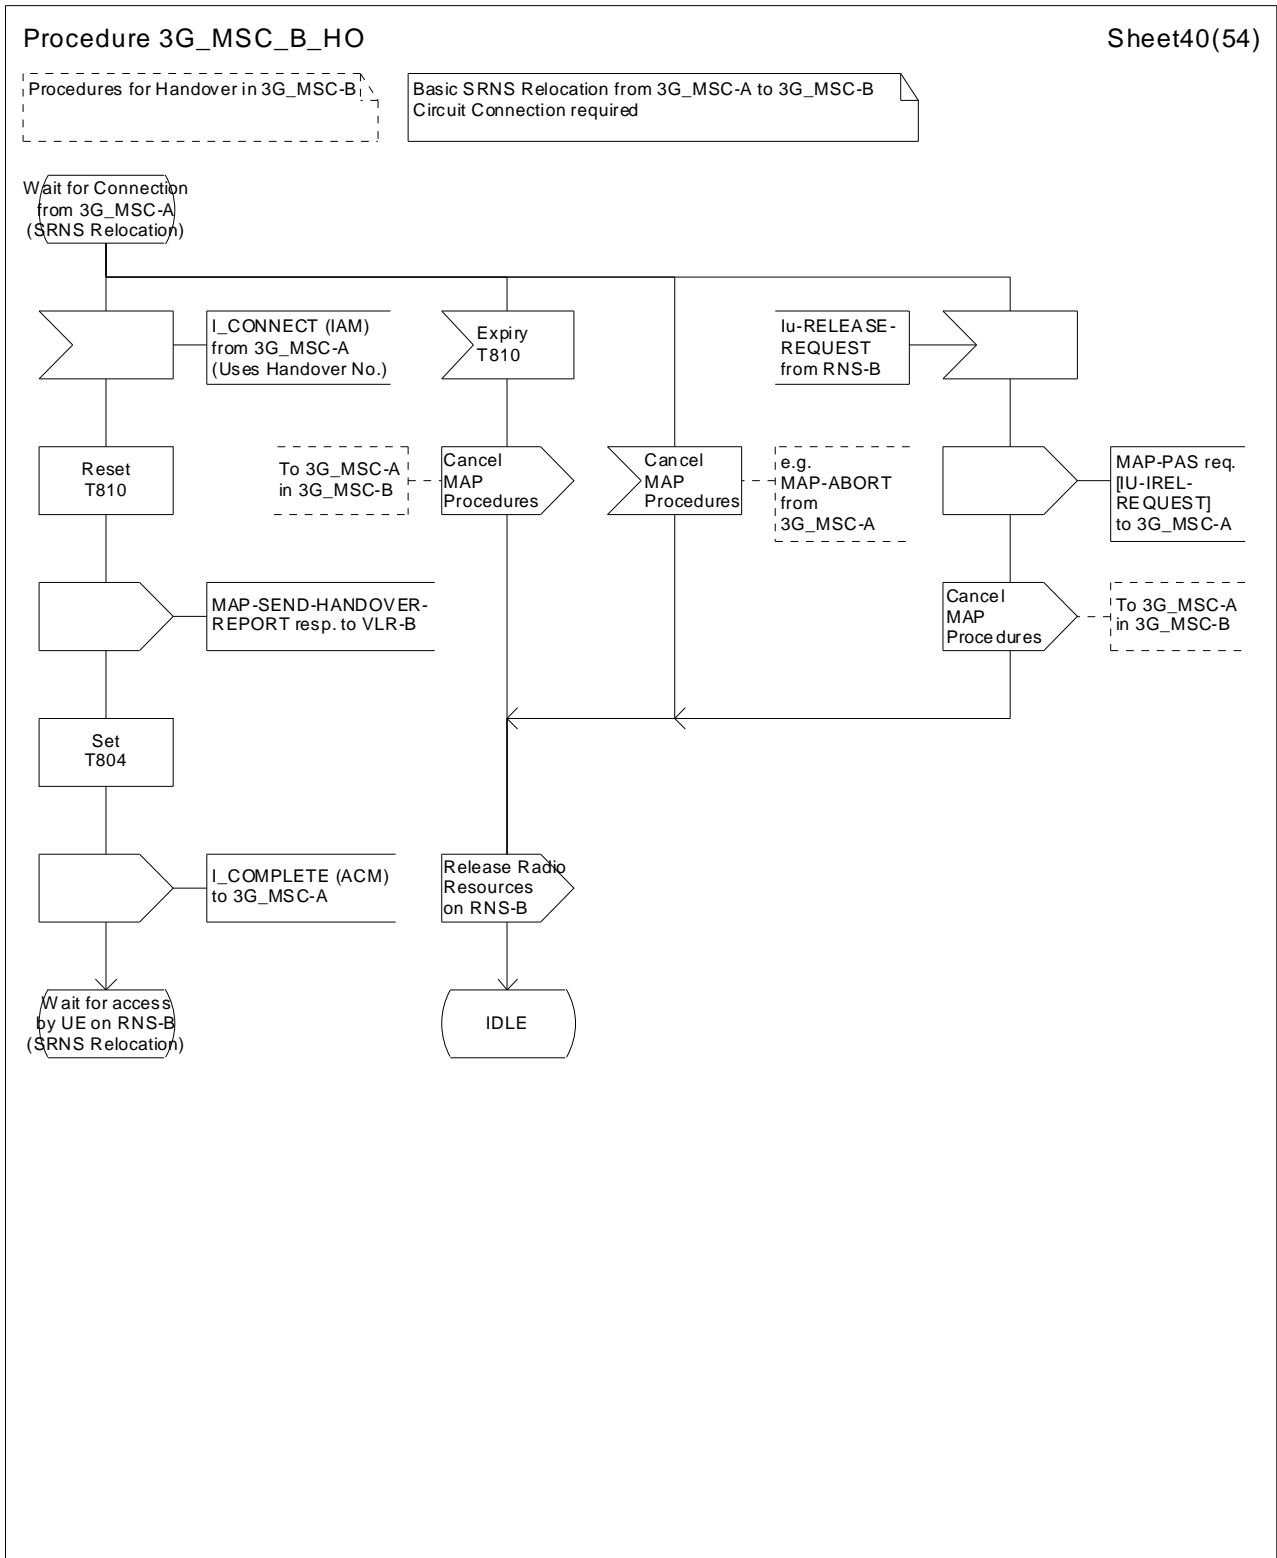 Procedure 3G_MSC_B_HO
Sheet40(54)
Procedures for Handover in 3G_MSC-B
Basic SRNS Relocation from 3G_MSC-A to 3G_MSC-B
Circuit Connection required
Wait for Connection
from 3G_MSC-A
(SRNS Relocation)
I_CONNECT (IAM)
from 3G_MSC-A
(Uses Handover No.)
Expiry
T810
Iu-RELEASE-
REQUEST
from RNS-B
Reset
T810
To 3G_MSC-A
in 3G_MSC-B
Cancel
MAP
Procedures
Cancel
MAP
Procedures
e.g.
MAP-ABORT
from
3G_MSC-A
MAP-PAS req.
[IU-IREL-
REQUEST]
to 3G_MSC-A
MAP-SEND-HANDOVER-
REPORT resp. to VLR-B
Cancel
MAP
Procedures
To 3G_MSC-A
in 3G_MSC-B
Set
T804
I_COMPLETE (ACM)
to 3G_MSC-A
Release Radio
Resources
on RNS-B
Wait for access
by UE on RNS-B
(SRNS Relocation)
IDLE